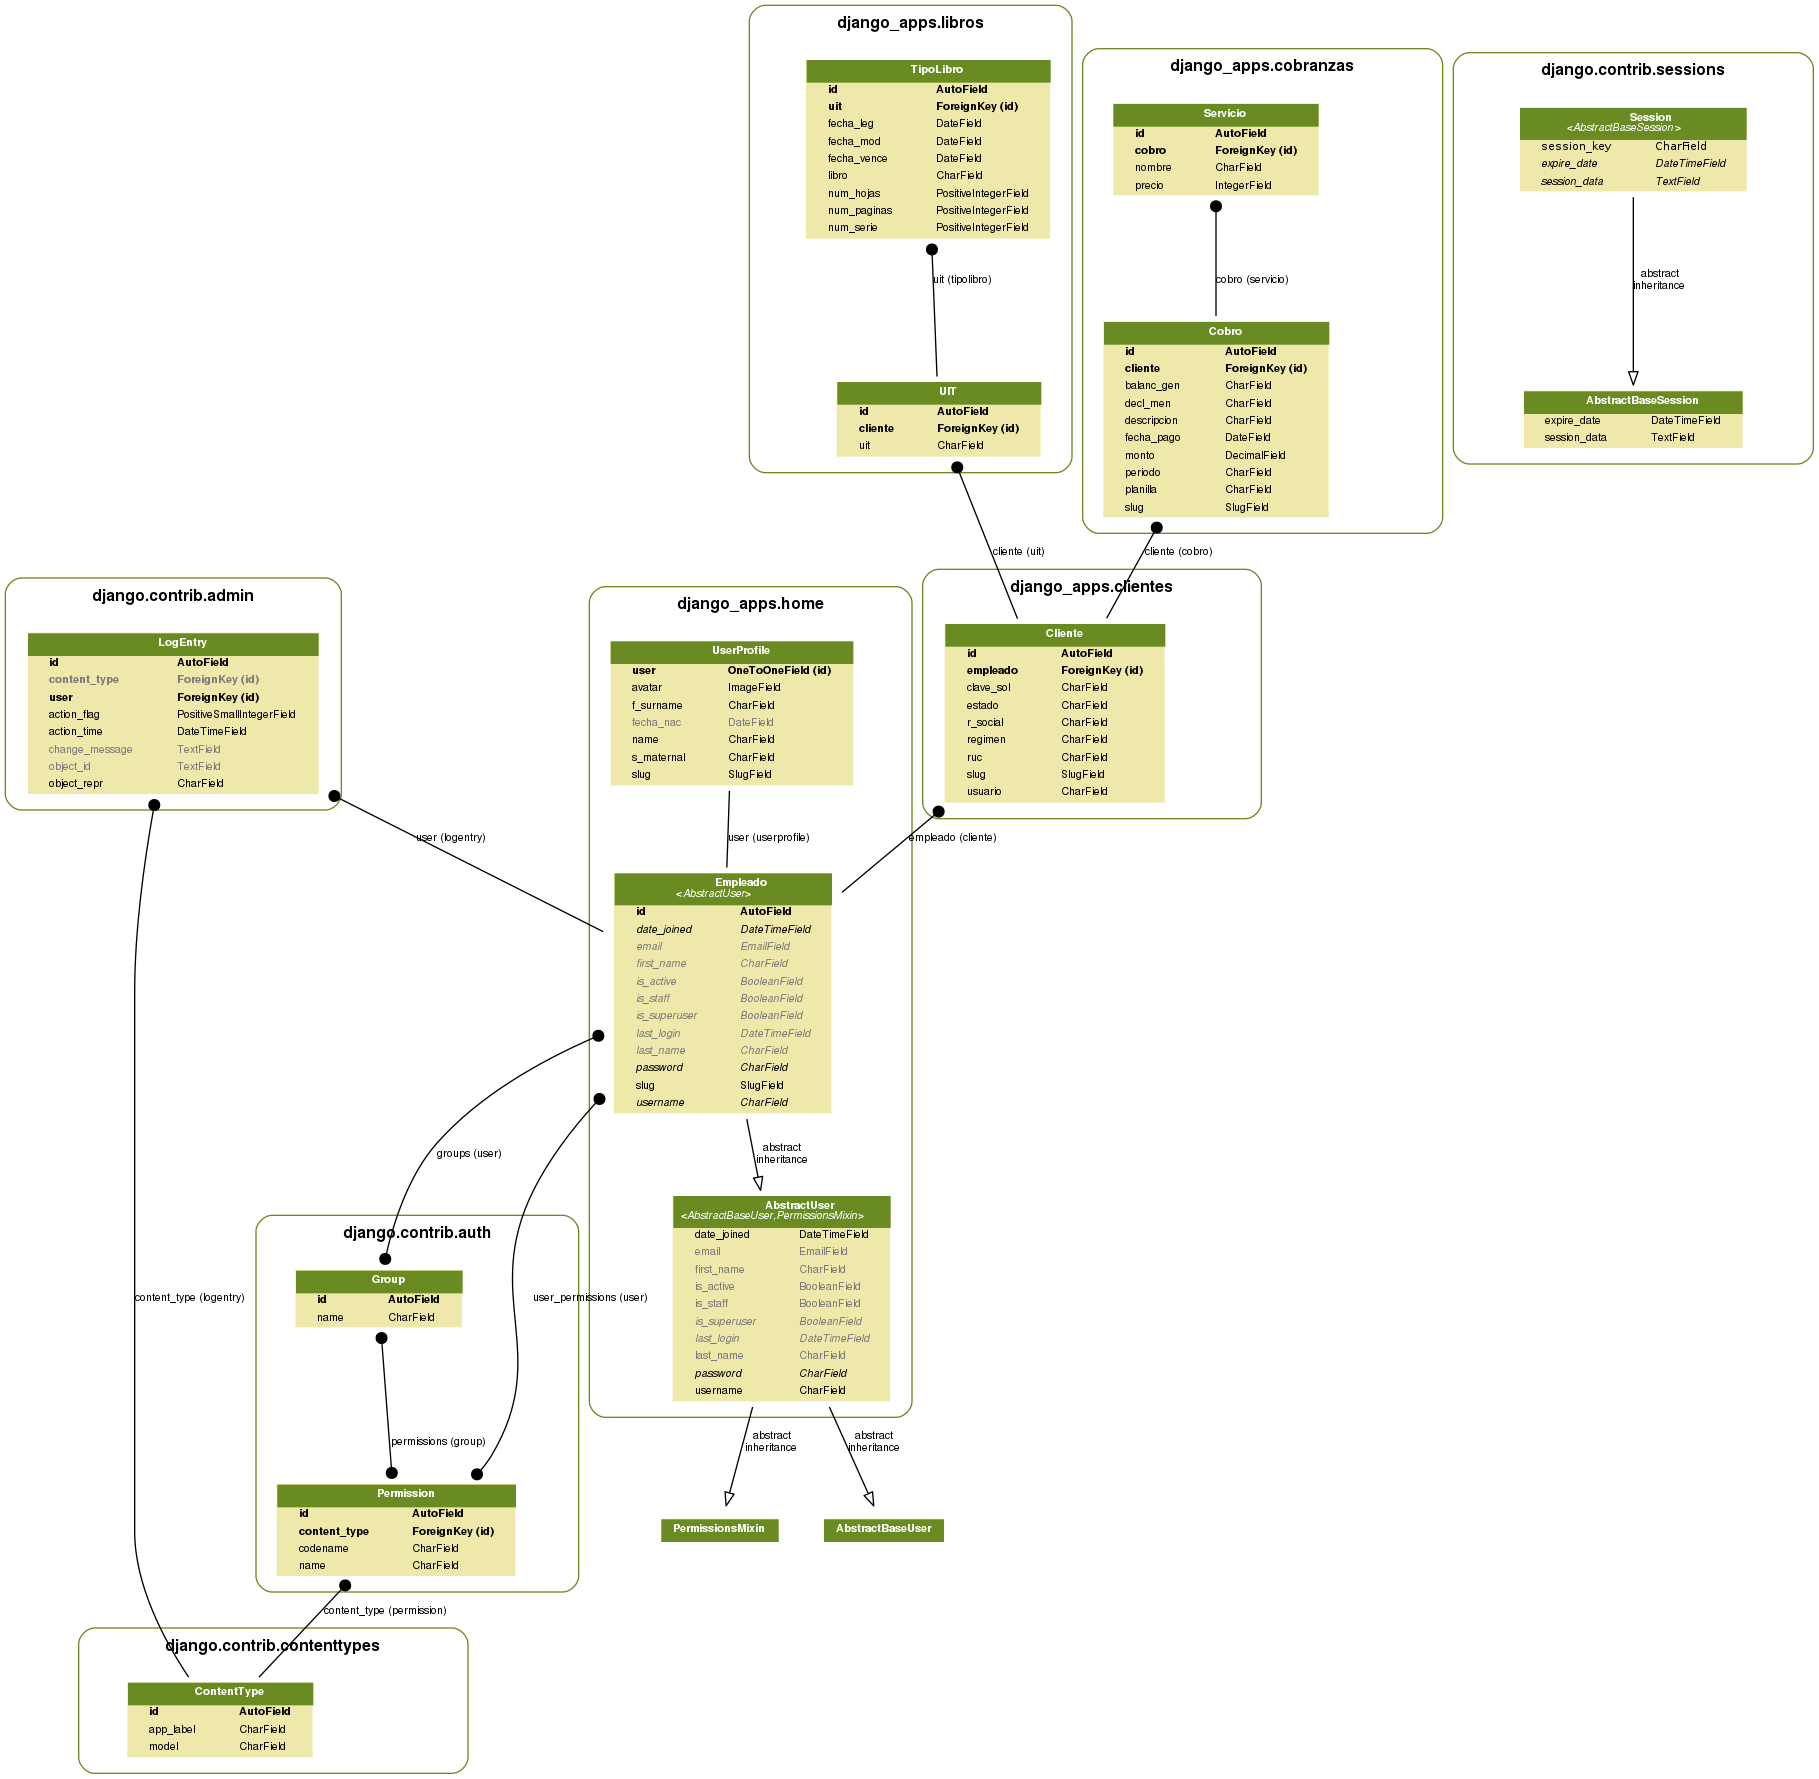 django_apps.libros
TipoLibro
id AutoField
uit ForeignKey (id)
fecha_leg DateField
fecha_mod DateField
fecha_vence DateField
libro CharField
num_hojas PositiveIntegerField
num_paginas PositiveIntegerField
num_serie PositiveIntegerField
uit (tipolibro)
UIT
id AutoField
cliente ForeignKey (id)
uit CharField
django_apps.cobranzas
Servicio
id AutoField
cobro ForeignKey (id)
nombre CharField
precio IntegerField
cobro (servicio)
Cobro
id AutoField
cliente ForeignKey (id)
balanc_gen CharField
decl_men CharField
descripcion CharField
fecha_pago DateField
monto DecimalField
periodo CharField
planilla CharField
slug SlugField
django.contrib.sessions
Session
<AbstractBaseSession>
session_key CharField
expire_date DateTimeField
session_data TextField
abstract
inheritance
AbstractBaseSession
expire_date DateTimeField
session_data TextField
cliente (uit)
cliente (cobro)
django.contrib.admin
LogEntry
id AutoField
content_type ForeignKey (id)
user ForeignKey (id)
action_flag PositiveSmallIntegerField
action_time DateTimeField
change_message TextField
object_id TextField
object_repr CharField
django_apps.home
UserProfile
user OneToOneField (id)
avatar ImageField
f_surname CharField
fecha_nac DateField
name CharField
s_maternal CharField
slug SlugField
django_apps.clientes
Cliente
id AutoField
empleado ForeignKey (id)
clave_sol CharField
estado CharField
r_social CharField
regimen CharField
ruc CharField
slug SlugField
usuario CharField
user (logentry)
user (userprofile)
empleado (cliente)
Empleado
<AbstractUser>
id AutoField
date_joined DateTimeField
email EmailField
first_name CharField
is_active BooleanField
is_staff BooleanField
is_superuser BooleanField
last_login DateTimeField
last_name CharField
password CharField
slug SlugField
username CharField
groups (user)
abstract
inheritance
AbstractUser
<AbstractBaseUser,PermissionsMixin>
date_joined DateTimeField
email EmailField
first_name CharField
is_active BooleanField
is_staff BooleanField
is_superuser BooleanField
last_login DateTimeField
last_name CharField
password CharField
username CharField
django.contrib.auth
Group
id AutoField
name CharField
content_type (logentry)
user_permissions (user)
permissions (group)
abstract
inheritance
abstract
inheritance
Permission
id AutoField
content_type ForeignKey (id)
codename CharField
name CharField
PermissionsMixin
AbstractBaseUser
content_type (permission)
django.contrib.contenttypes
ContentType
id AutoField
app_label CharField
model CharField